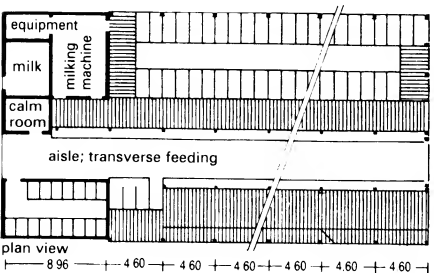 equipment
milk
milking
machine
calm
room
aisle; transverse feeding
plan view
8 96 4 60 4 60 4 60 4 60 4 60 4 60